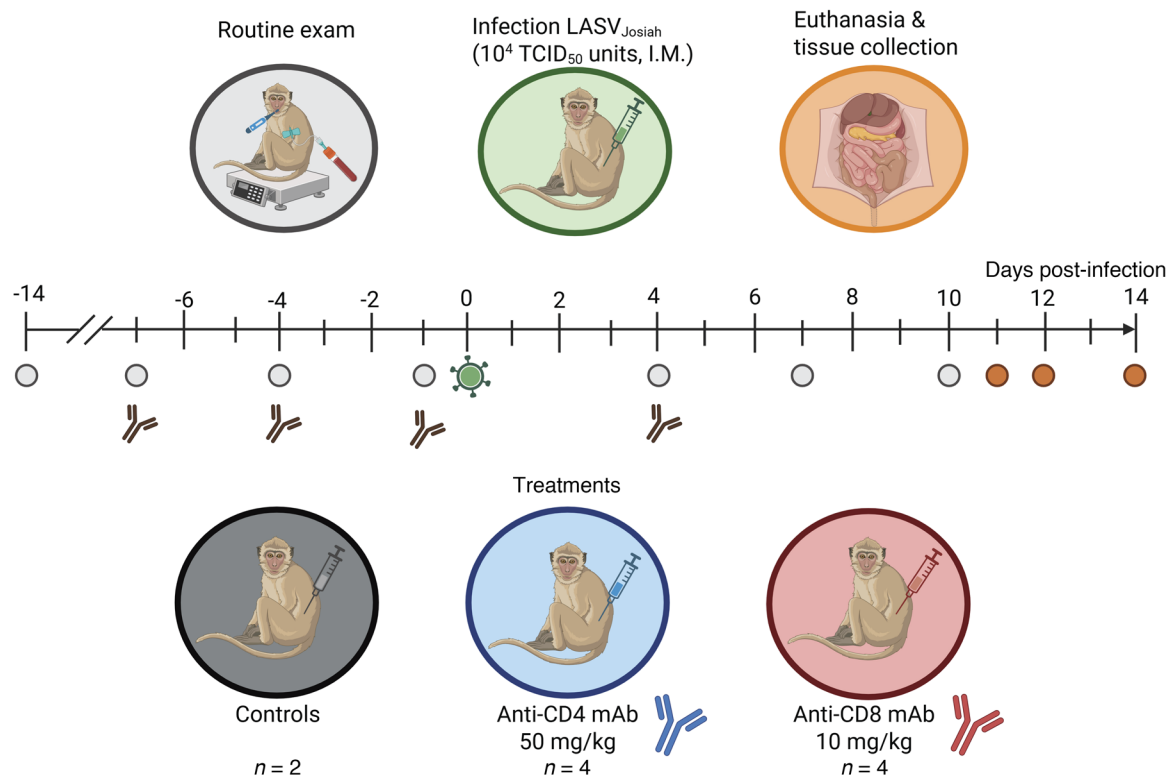 Routine exam
Infection LASV_Josiah
(10⁴ TCID₅₀ units, I.M.)
Euthanasia &
tissue collection
Days post-infection
-14 -6 -4 -2 0 2 4 6 8 10 12 14
Treatments
Controls
n = 2
Anti-CD4 mAb
50 mg/kg
n = 4
Anti-CD8 mAb
10 mg/kg
n = 4